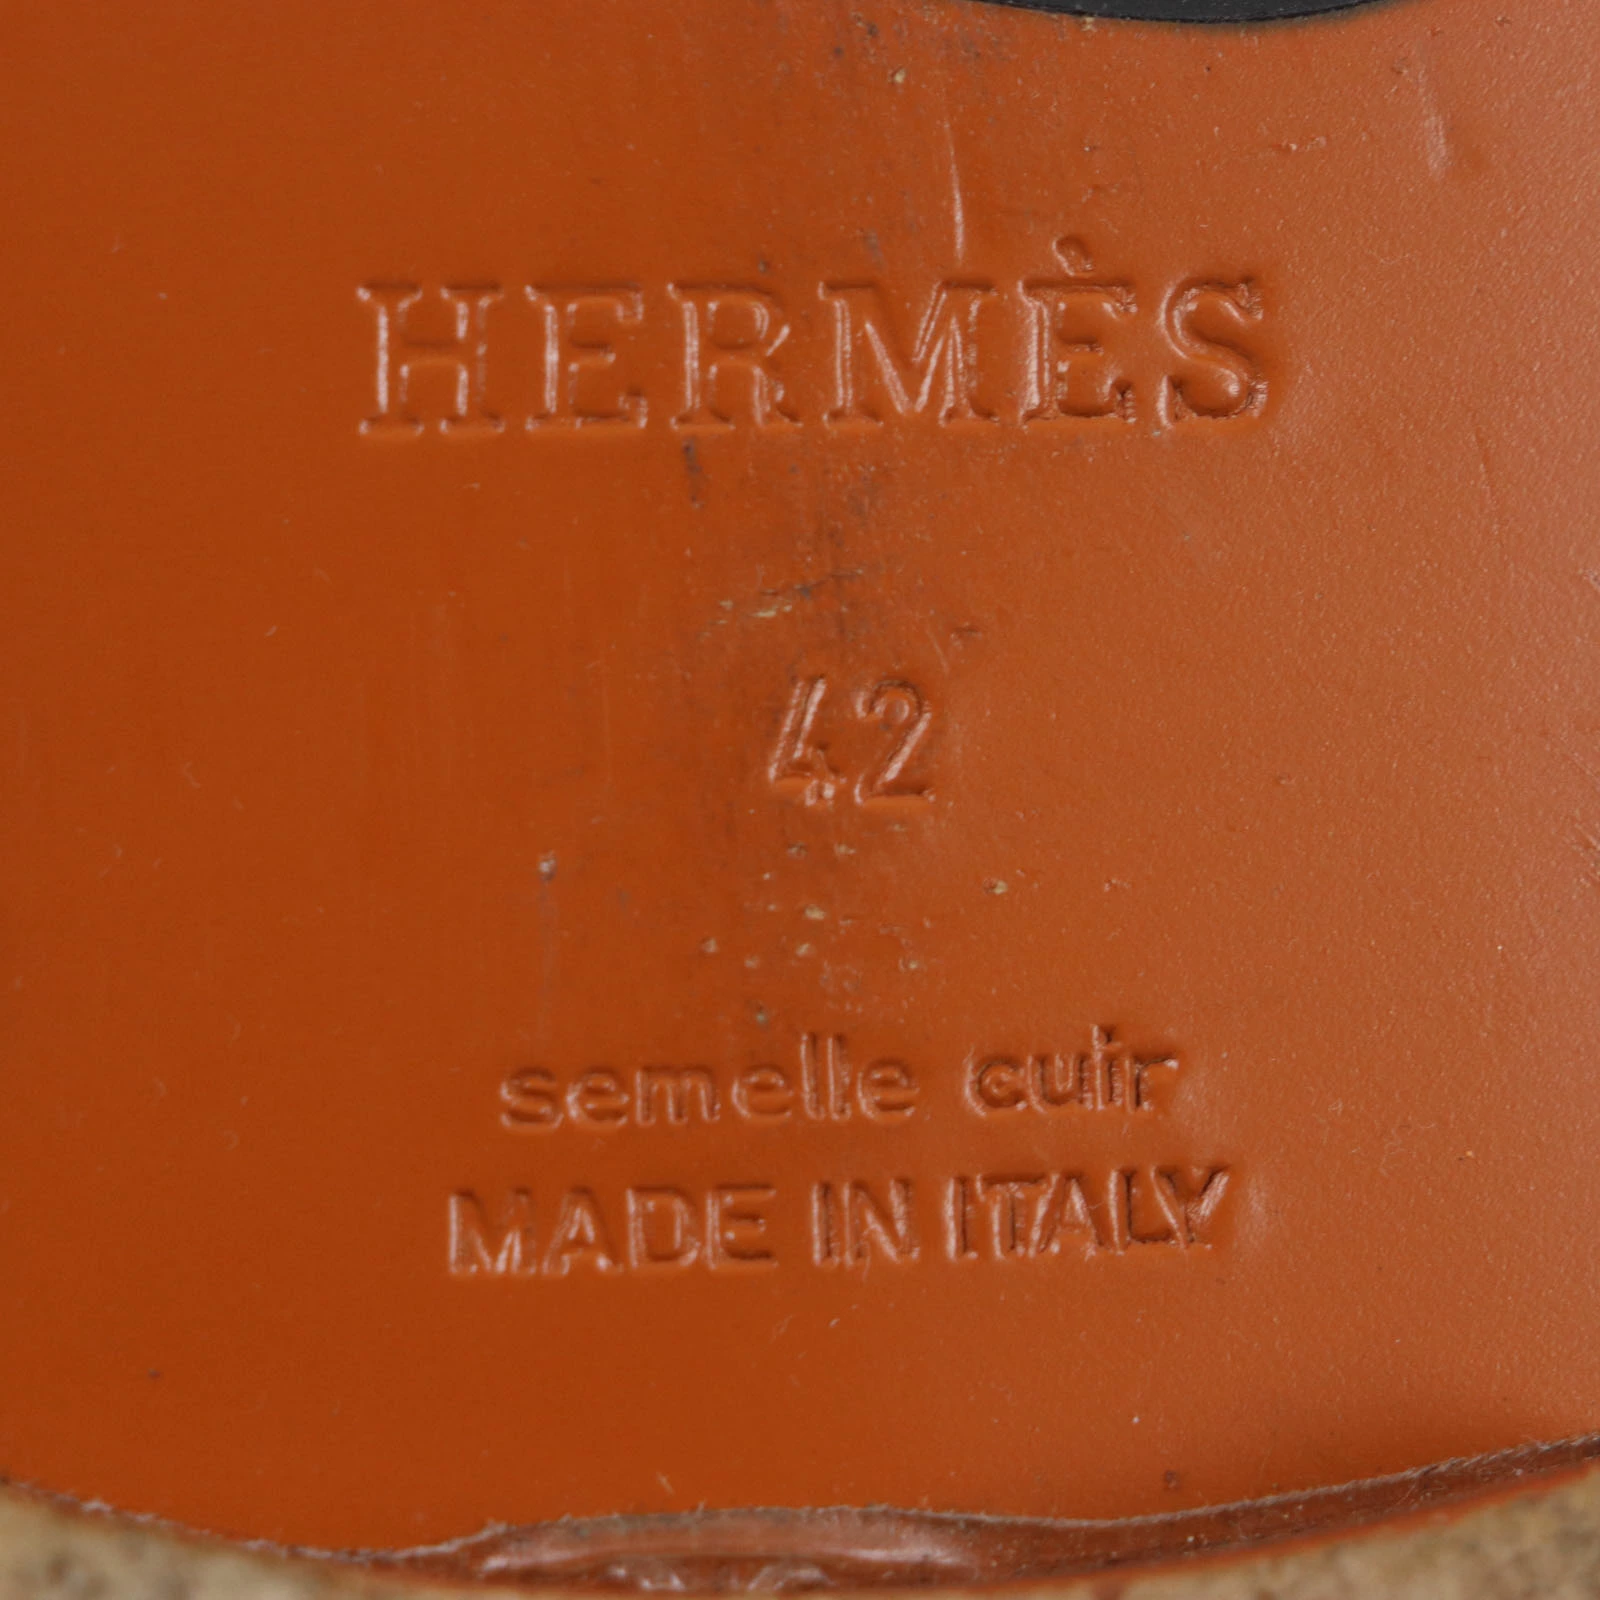 HERMÈS
42
semelle cuir
MADE IN ITALY